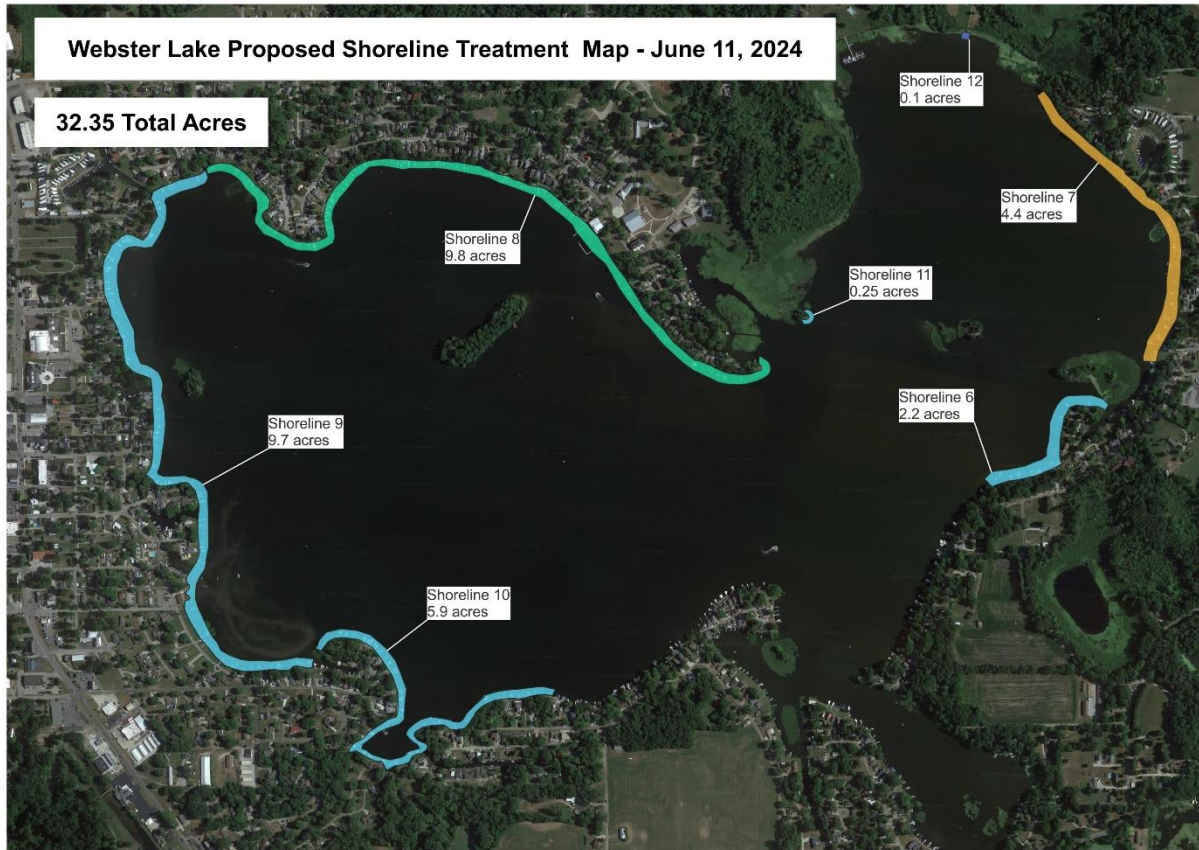 Webster Lake Proposed Shoreline Treatment Map - June 11, 2024
32.35 Total Acres
Shoreline 12
0.1 acres
Shoreline 7
4.4 acres
Shoreline 8
9.8 acres
Shoreline 11
0.25 acres
Shoreline 6
2.2 acres
Shoreline 9
9.7 acres
Shoreline 10
5.9 acres